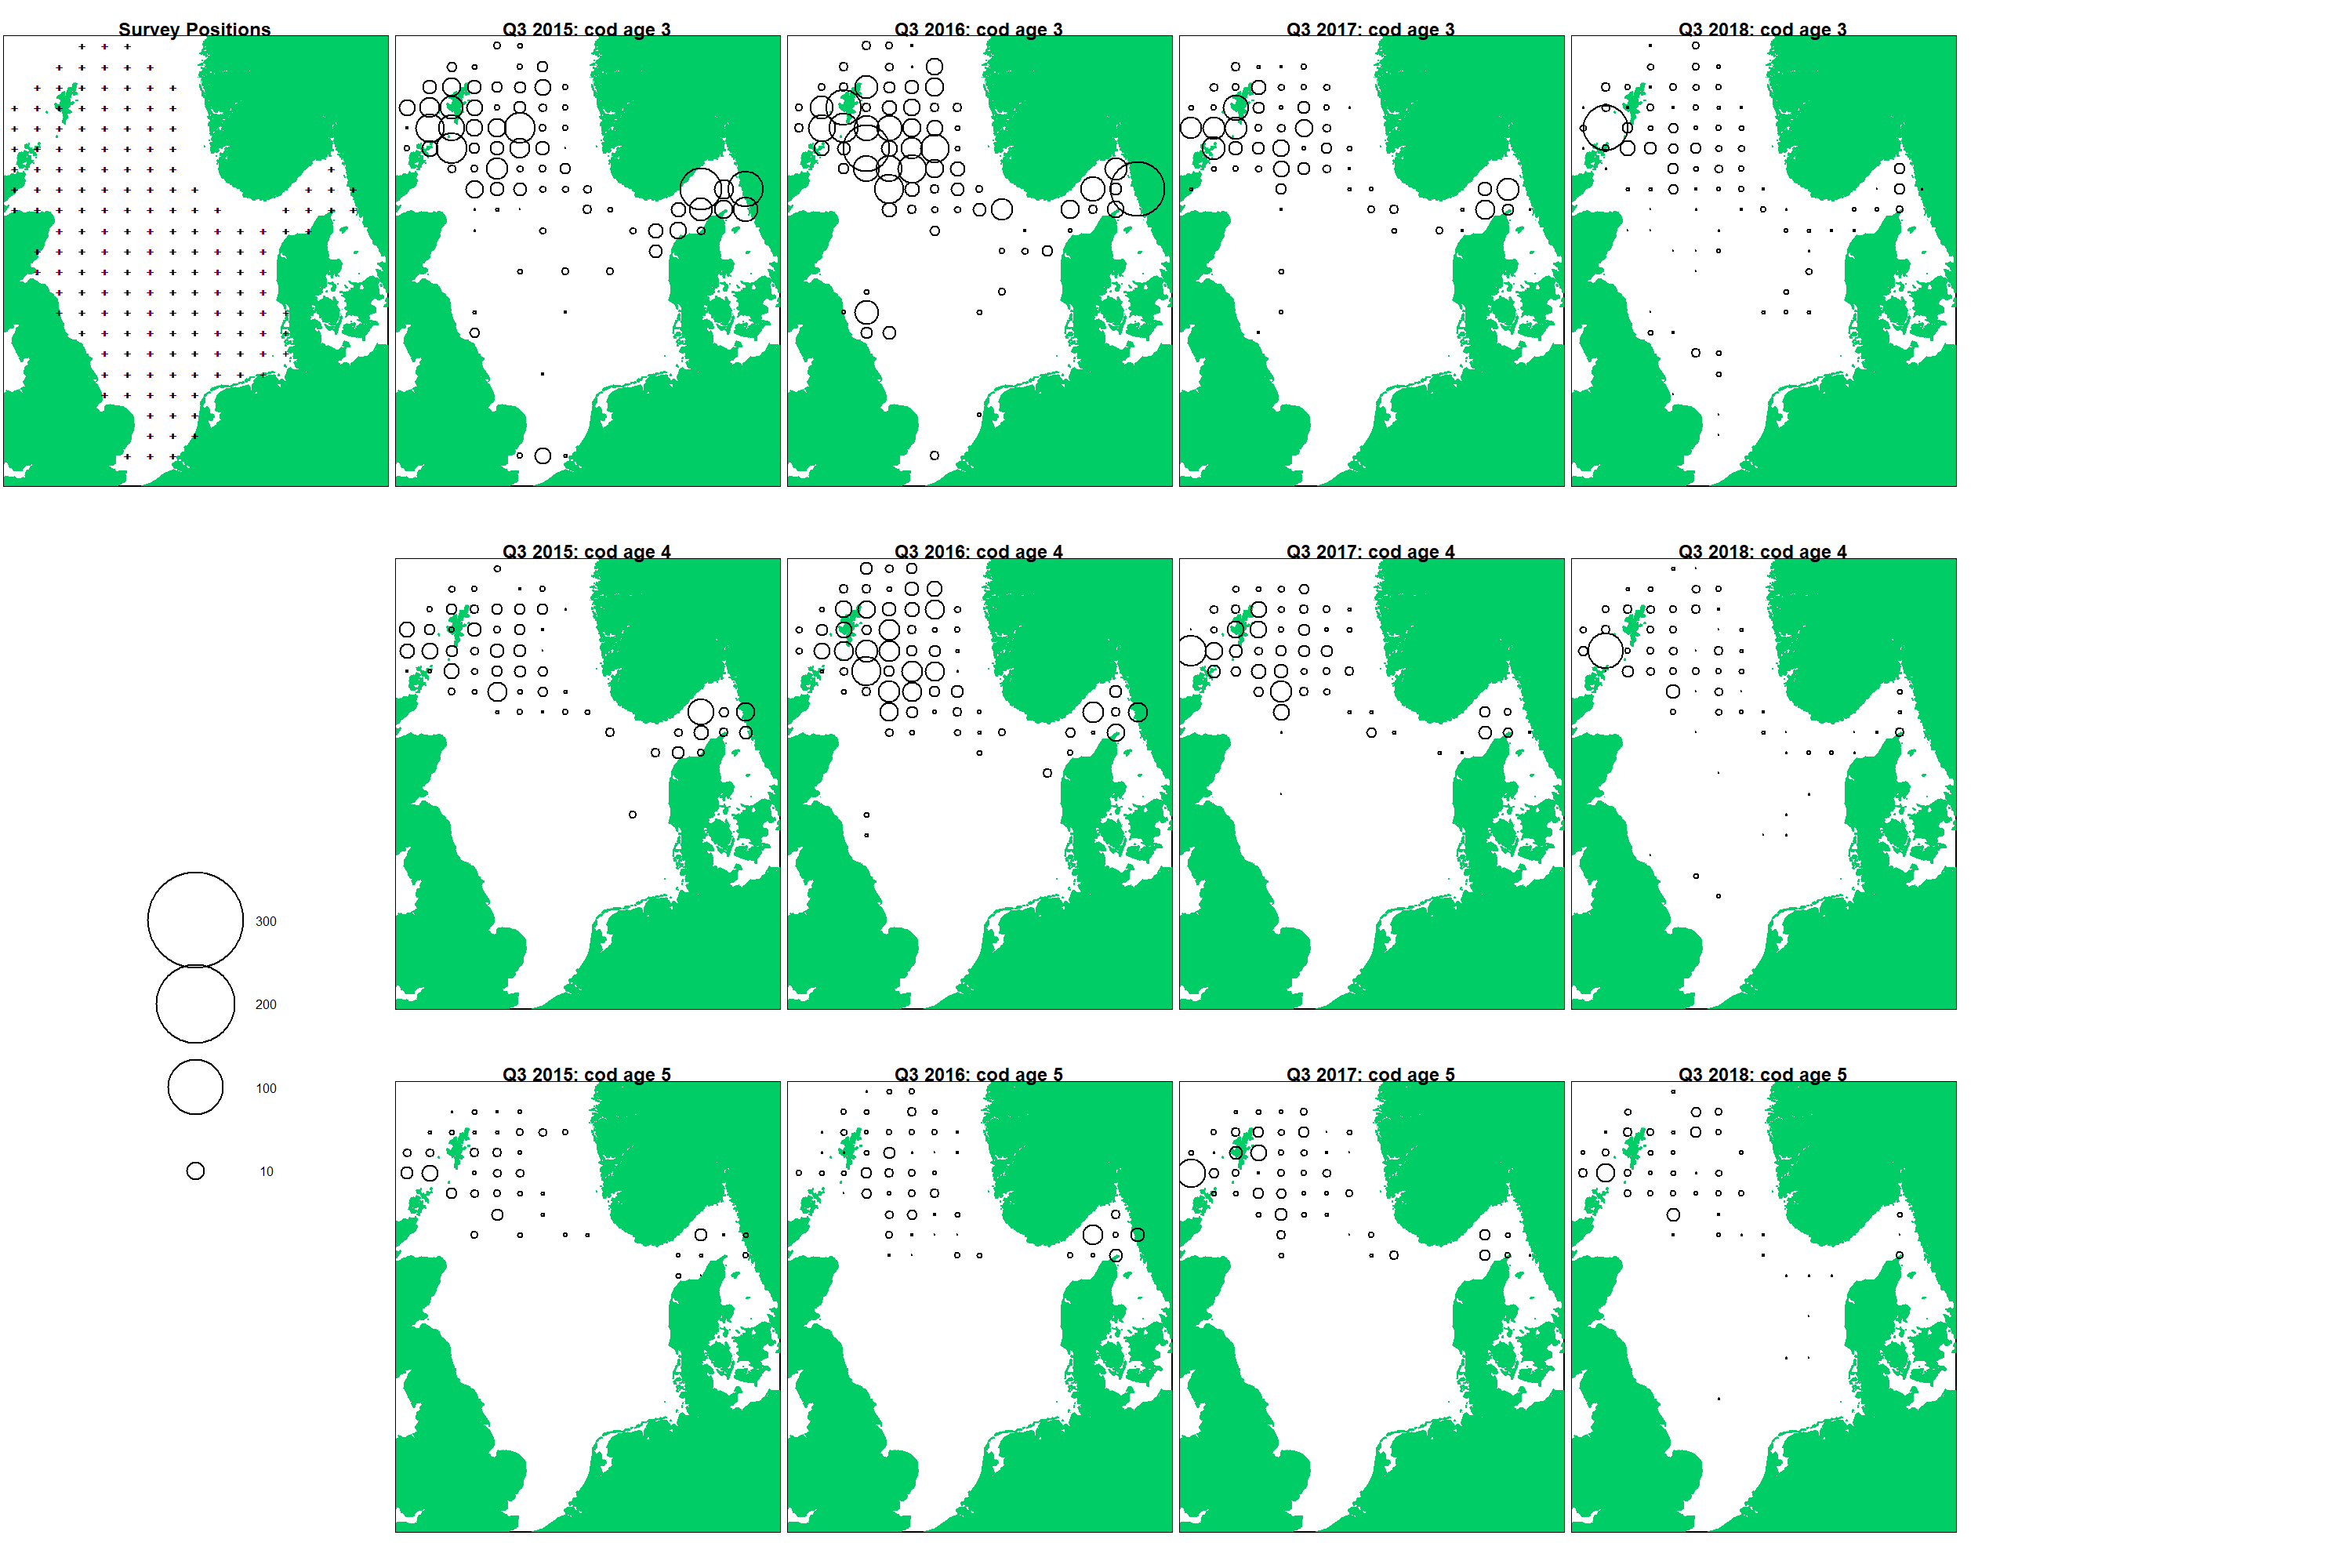 Survey Positions
Q3 2015: cod age 3
Q3 2016: cod age 3
Q3 2017: cod age 3
Q3 2018: cod age 3
Q3 2015: cod age 4
Q3 2016: cod age 4
Q3 2017: cod age 4
Q3 2018: cod age 4
300
200
100
Q3 2015: cod age 5
Q3 2016: cod age 5
Q3 2017: cod age 5
Q3 2018: cod age 5
10